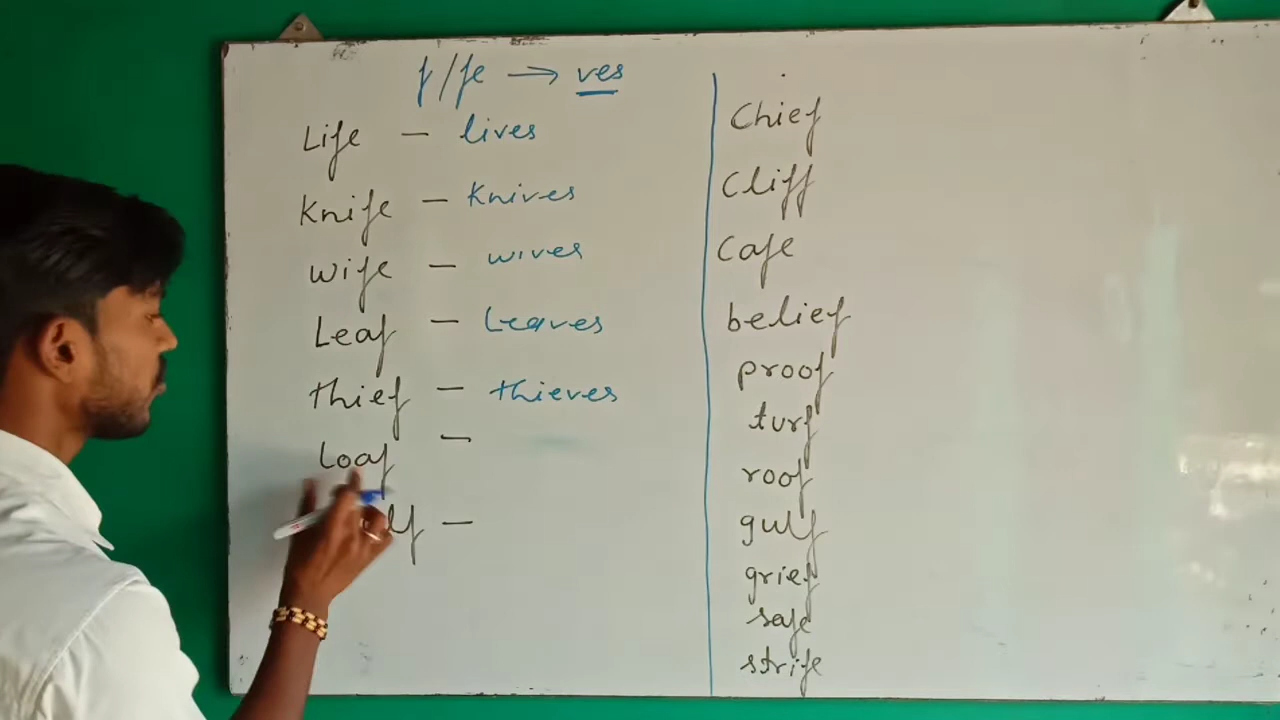 f/fe → ves
Life – lives
Knife – Knives
wife – wives
Leaf – Leaves
thief – thieves
Loaf –
–
Chief
Cliff
Cafe
belief
proof
turf
roof
gulf
grief
safe
strife